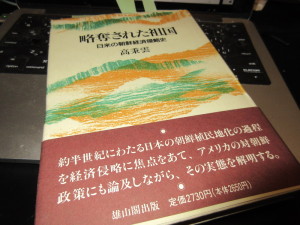 略奪された祖国
日米の朝鮮経済侵略史
高秉雲
約半世紀にわたる日本の朝鮮植民地化の過程
を経済侵略に焦点をあて、アメリカの対朝鮮
政策にも論及しながら、その実態を解明する。
雄山閣出版 定価2730円(本体2650円)